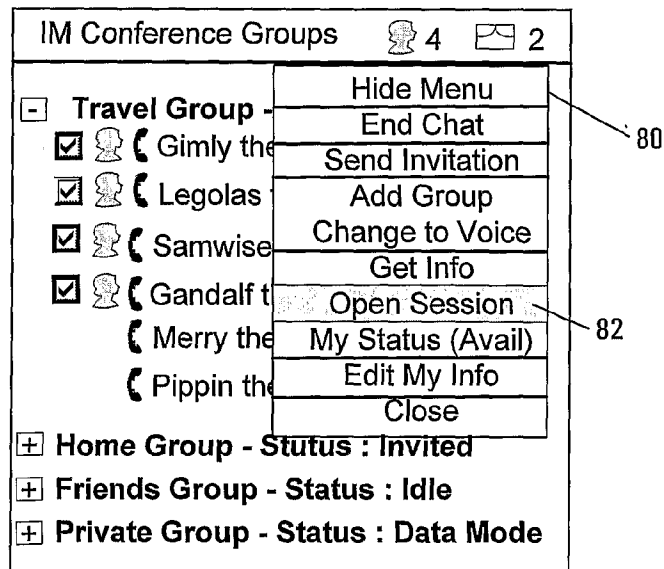 IM Conference Groups 4 2
Hide Menu
- Travel Group -
End Chat
80
Gimly the
Send Invitation
Legolas
Add Group
Change to Voice
Samwise
Get Info
Gandalf t
Open Session
82
Merry the
My Status (Avail)
Pippin the
Edit My Info
Close
+ Home Group - Stutus : Invited
+ Friends Group - Status : Idle
+ Private Group - Status : Data Mode